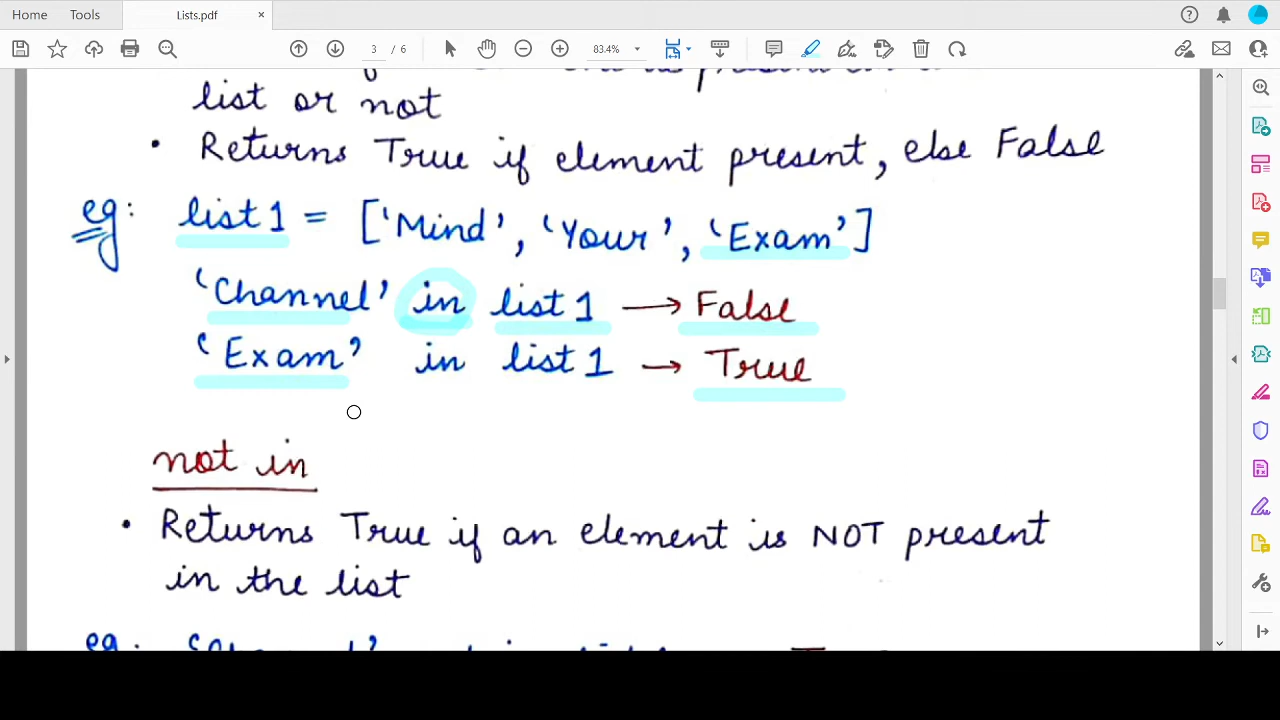 Home Tools Lists.pdf ×
3 / 6 83.4%
list or not
• Returns True if element present, else False
eg: list1 = ['Mind', 'Your', 'Exam']
'Channel' in list1 → False
'Exam' in list1 → True
not in
• Returns True if an element is NOT present
in the list
eg: